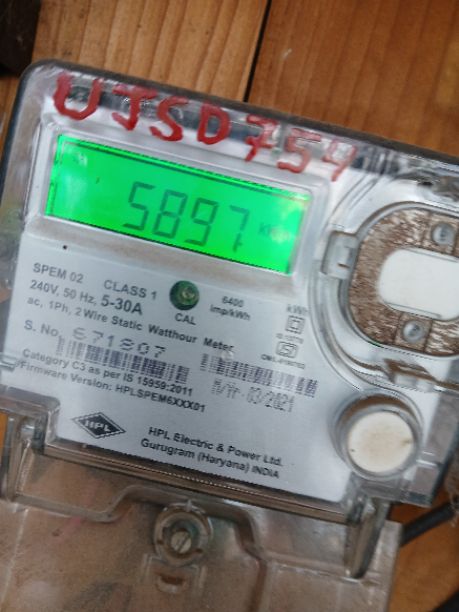 UJSD754
5897 kWh
SPEM 02 CLASS 1
240V, 50 Hz, 5-30A
CAL
6400 imp/kWh
kWh
ac, 1Ph, 2 Wire Static Watthour Meter
S. No. 671807
Category C3 as per IS 15959:2011
Firmware Version: HPLSPEM6XXX01
03/2021
HPL
HPL Electric & Power Ltd.
Gurugram (Haryana) INDIA